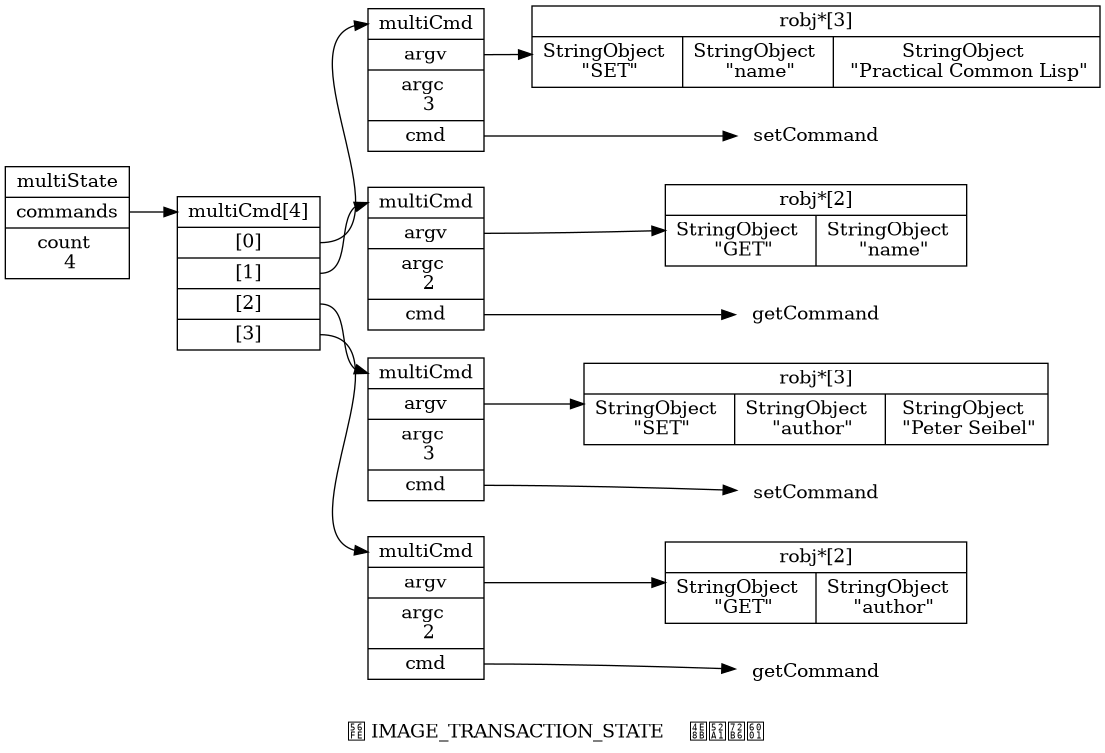 multiState
commands
count
4
multiCmd[4]
[0]
[1]
[2]
[3]
multiCmd
argv
argc
3
cmd
robj*[3]
StringObject
"SET"
StringObject
"name"
StringObject
"Practical Common Lisp"
setCommand
multiCmd
argv
argc
2
cmd
robj*[2]
StringObject
"GET"
StringObject
"name"
getCommand
multiCmd
argv
argc
3
cmd
robj*[3]
StringObject
"SET"
StringObject
"author"
StringObject
"Peter Seibel"
setCommand
multiCmd
argv
argc
2
cmd
robj*[2]
StringObject
"GET"
StringObject
"author"
getCommand
IMAGE_TRANSACTION_STATE